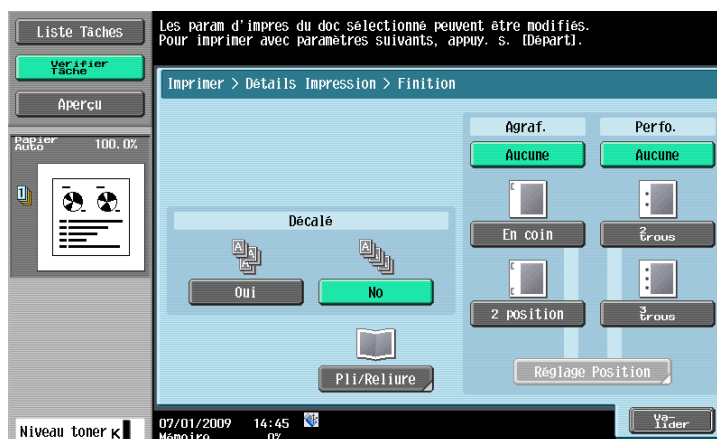 Liste Tâches
Vérifier
Tâche
Aperçu
Papier
Auto 100.0%
1
Les param d'impres du doc sélectionné peuvent être modifiés.
Pour imprimer avec paramètres suivants, appuy. s. [Départ].
Imprimer > Détails Impression > Finition
Agraf.
Perfo.
Aucune
Aucune
En coin
2
trous
2 position
3
trous
Réglage Position
Décalé
Oui
No
Pli/Reliure
Niveau toner K
07/01/2009 14:45
Mémoire 0%
Va-
lider